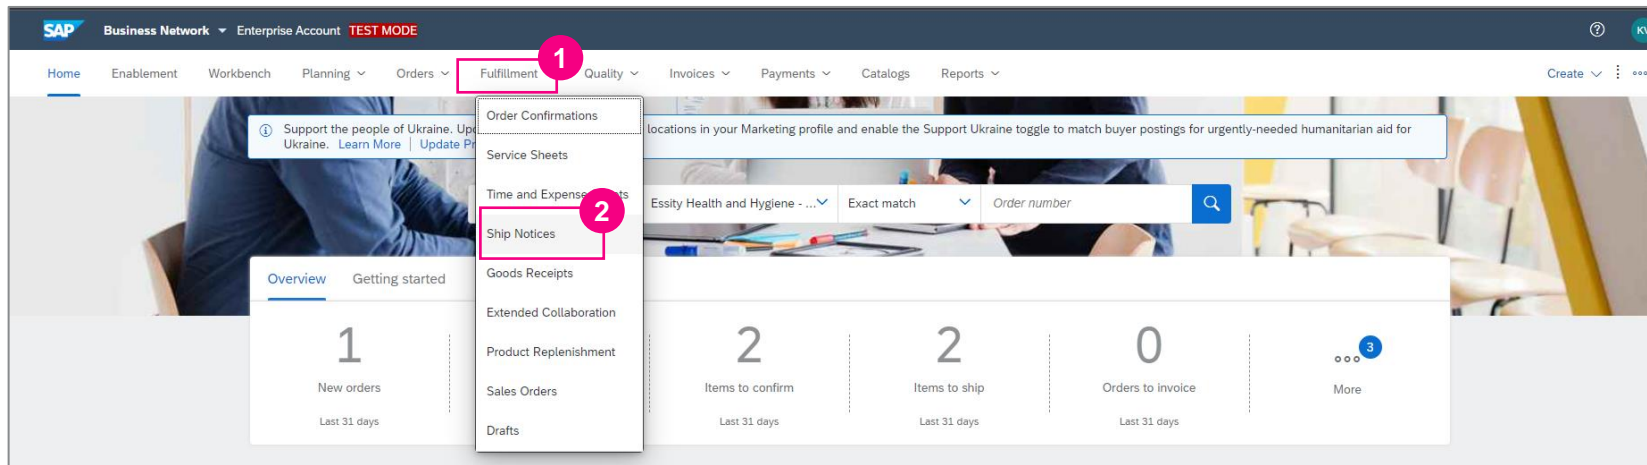 SAP Business Network Enterprise Account TEST MODE
KV
1
Home Enablement Workbench Planning Orders Fulfillment Quality Invoices Payments Catalogs Reports Create
Order Confirmations
Support the people of Ukraine. locations in your Marketing profile and enable the Support Ukraine toggle to match buyer postings for urgently-needed humanitarian aid for
Ukraine. Learn More | Update
Service Sheets
Time and Expense
2
Essity Health and Hygiene - ... Exact match Order number
Ship Notices
Overview Getting started
Goods Receipts
Extended Collaboration
Product Replenishment
Sales Orders
Drafts
1
New orders
Last 31 days
2
Items to confirm
Last 31 days
2
Items to ship
Last 31 days
0
Orders to invoice
Last 31 days
3
More